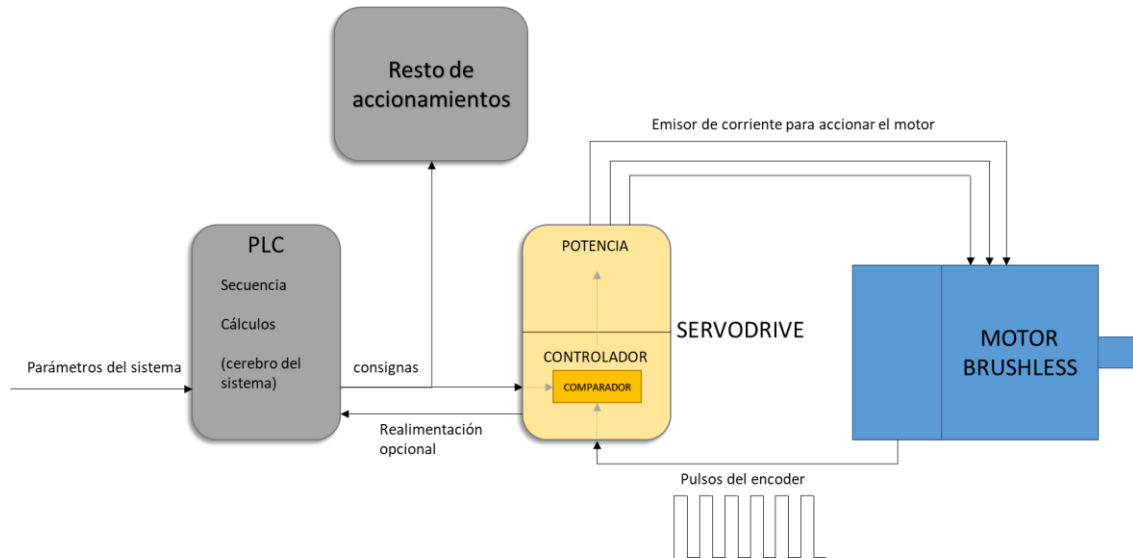 Resto de
accionamientos
Emisor de corriente para accionar el motor
PLC
Secuencia
Cálculos
(cerebro del
sistema)
Parámetros del sistema
consignas
Realimentación
opcional
POTENCIA
CONTROLADOR
COMPARADOR
SERVODRIVE
MOTOR
BRUSHLESS
Pulsos del encoder